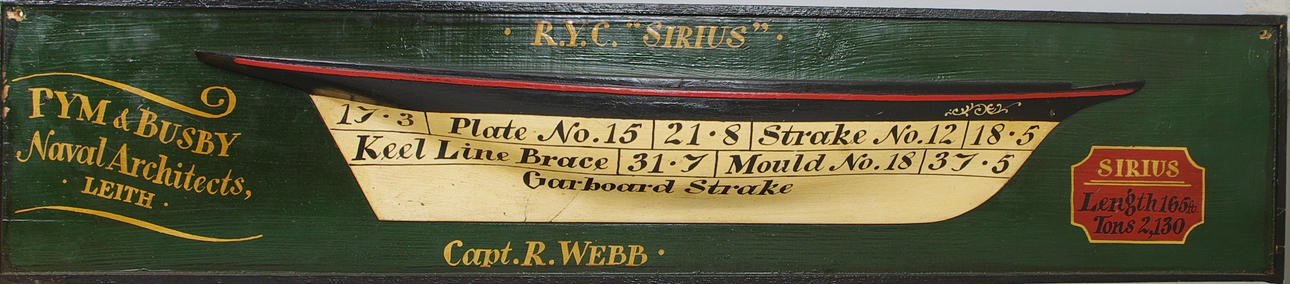 · R.Y.C. "SIRIUS" ·
PYM & BUSBY
Naval Architects,
· LEITH ·
17·3 Plate No.15 21·8 Strake No.12 18·5
Keel Line Brace 31·7 Mould No.18 37·5
Garboard Strake
SIRIUS
Length 165ft
Tons 2,130
Capt. R. WEBB ·